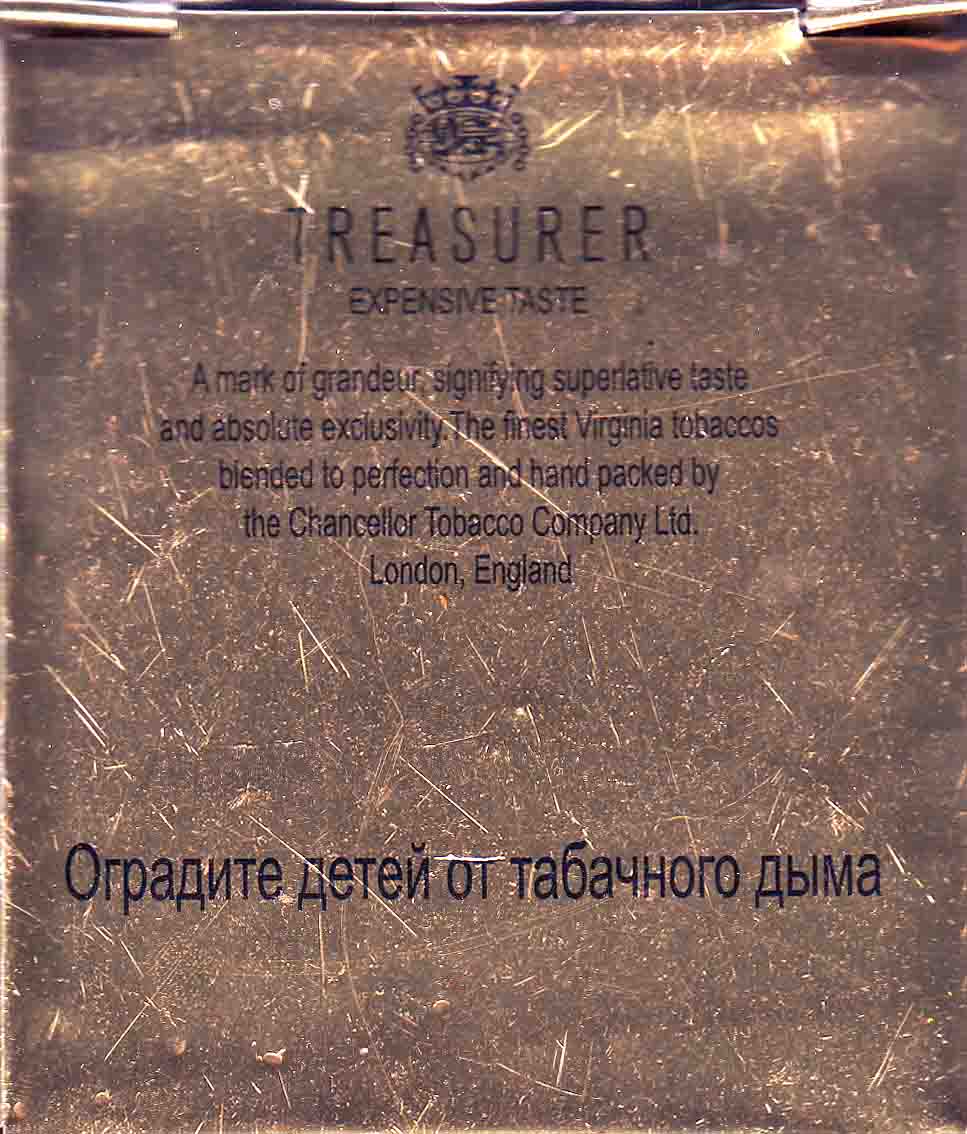 TREASURER
EXPENSIVE TASTE
A mark of grandeur, signifying superlative taste
and absolute exclusivity. The finest Virginia tobaccos
blended to perfection and hand packed by
the Chancellor Tobacco Company Ltd.
London, England
Оградите детей от табачного дыма